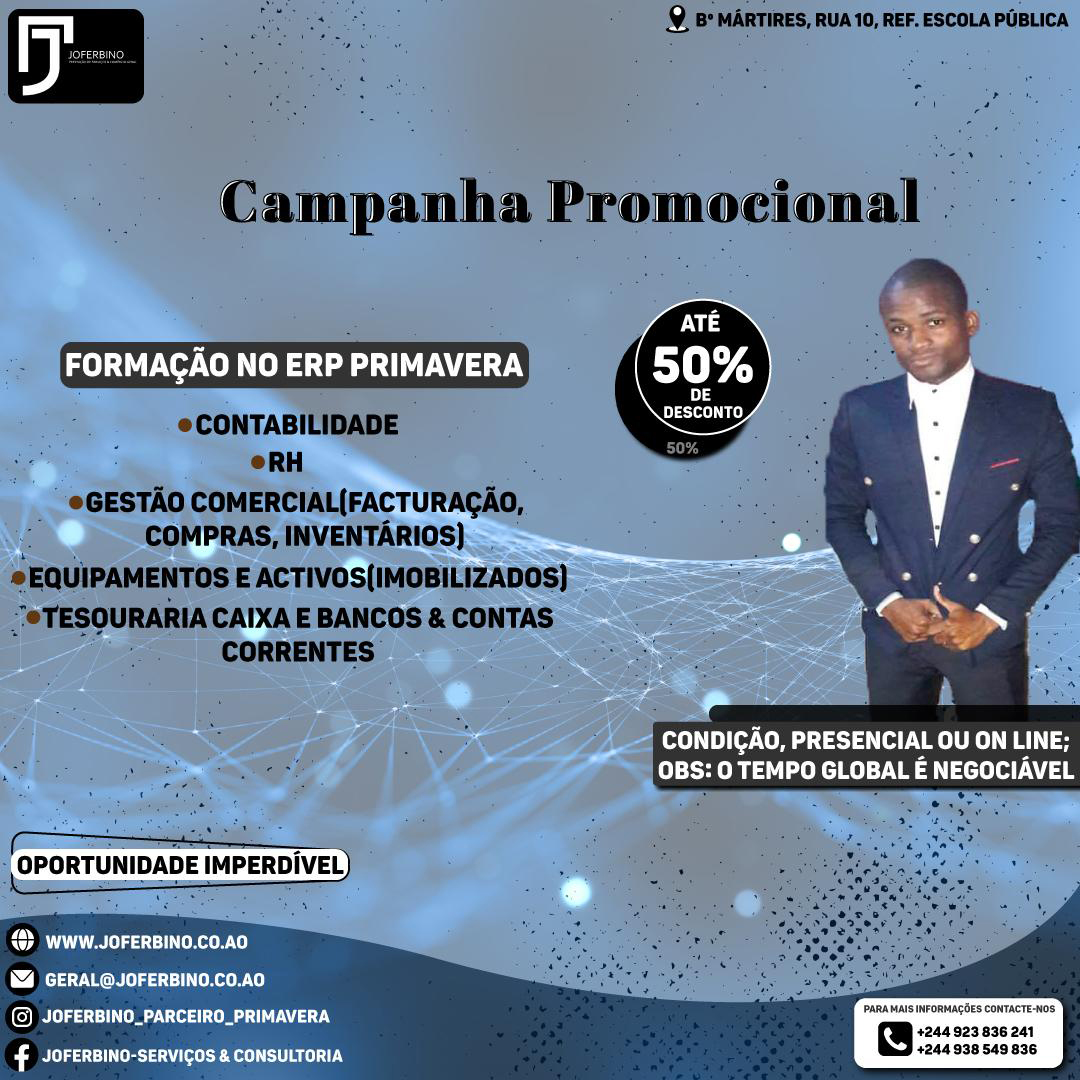 JOFERBINO
Bº MÁRTIRES, RUA 10, REF. ESCOLA PÚBLICA
Campanha Promocional
ATÉ
50%
DE
DESCONTO
50%
FORMAÇÃO NO ERP PRIMAVERA
•CONTABILIDADE
•RH
•GESTÃO COMERCIAL(FACTURAÇÃO,
COMPRAS, INVENTÁRIOS)
•EQUIPAMENTOS E ACTIVOS(IMOBILIZADOS)
•TESOURARIA CAIXA E BANCOS & CONTAS
CORRENTES
CONDIÇÃO, PRESENCIAL OU ON LINE;
OBS: O TEMPO GLOBAL É NEGOCIÁVEL
OPORTUNIDADE IMPERDÍVEL
WWW.JOFERBINO.CO.AO
GERAL@JOFERBINO.CO.AO
JOFERBINO_PARCEIRO_PRIMAVERA
JOFERBINO-SERVIÇOS & CONSULTORIA
PARA MAIS INFORMAÇÕES CONTACTE-NOS
+244 923 836 241
+244 938 549 836